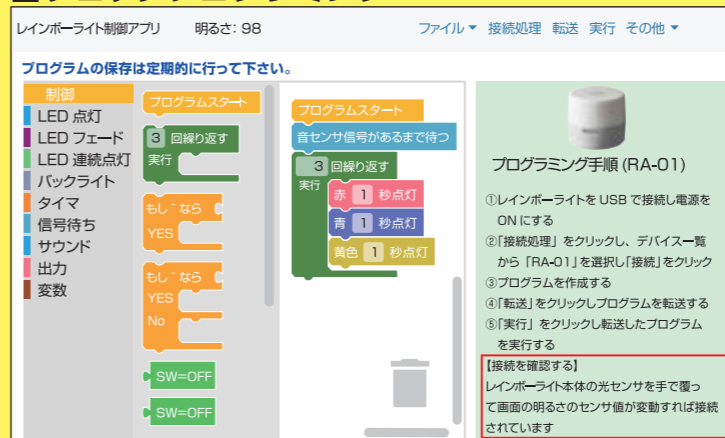 レインボーライト制御アプリ 明るさ: 98 ファイル▼ 接続処理 転送 実行 その他▼
プログラムの保存は定期的に行って下さい。
制御
LED 点灯
LED フェード
LED 連続点灯
バックライト
タイマ
信号待ち
サウンド
出力
変数
プログラムスタート
3 回繰り返す
実行
もし~なら
YES
もし~なら
YES
No
SW=OFF
SW=OFF
プログラムスタート
音センサ信号があるまで待つ
3 回繰り返す
実行
赤 1 秒点灯
青 1 秒点灯
黄色 1 秒点灯
プログラミング手順 (RA-01)
①レインボーライトを USB で接続し電源を
ON にする
②「接続処理」をクリックし、デバイス一覧
から「RA-01」を選択し「接続」をクリック
③プログラムを作成する
④「転送」をクリックしプログラムを転送する
⑤「実行」をクリックし転送したプログラム
を実行する
【接続を確認する】
レインボーライト本体の光センサを手で覆っ
て画面の明るさのセンサ値が変動すれば接続
されています